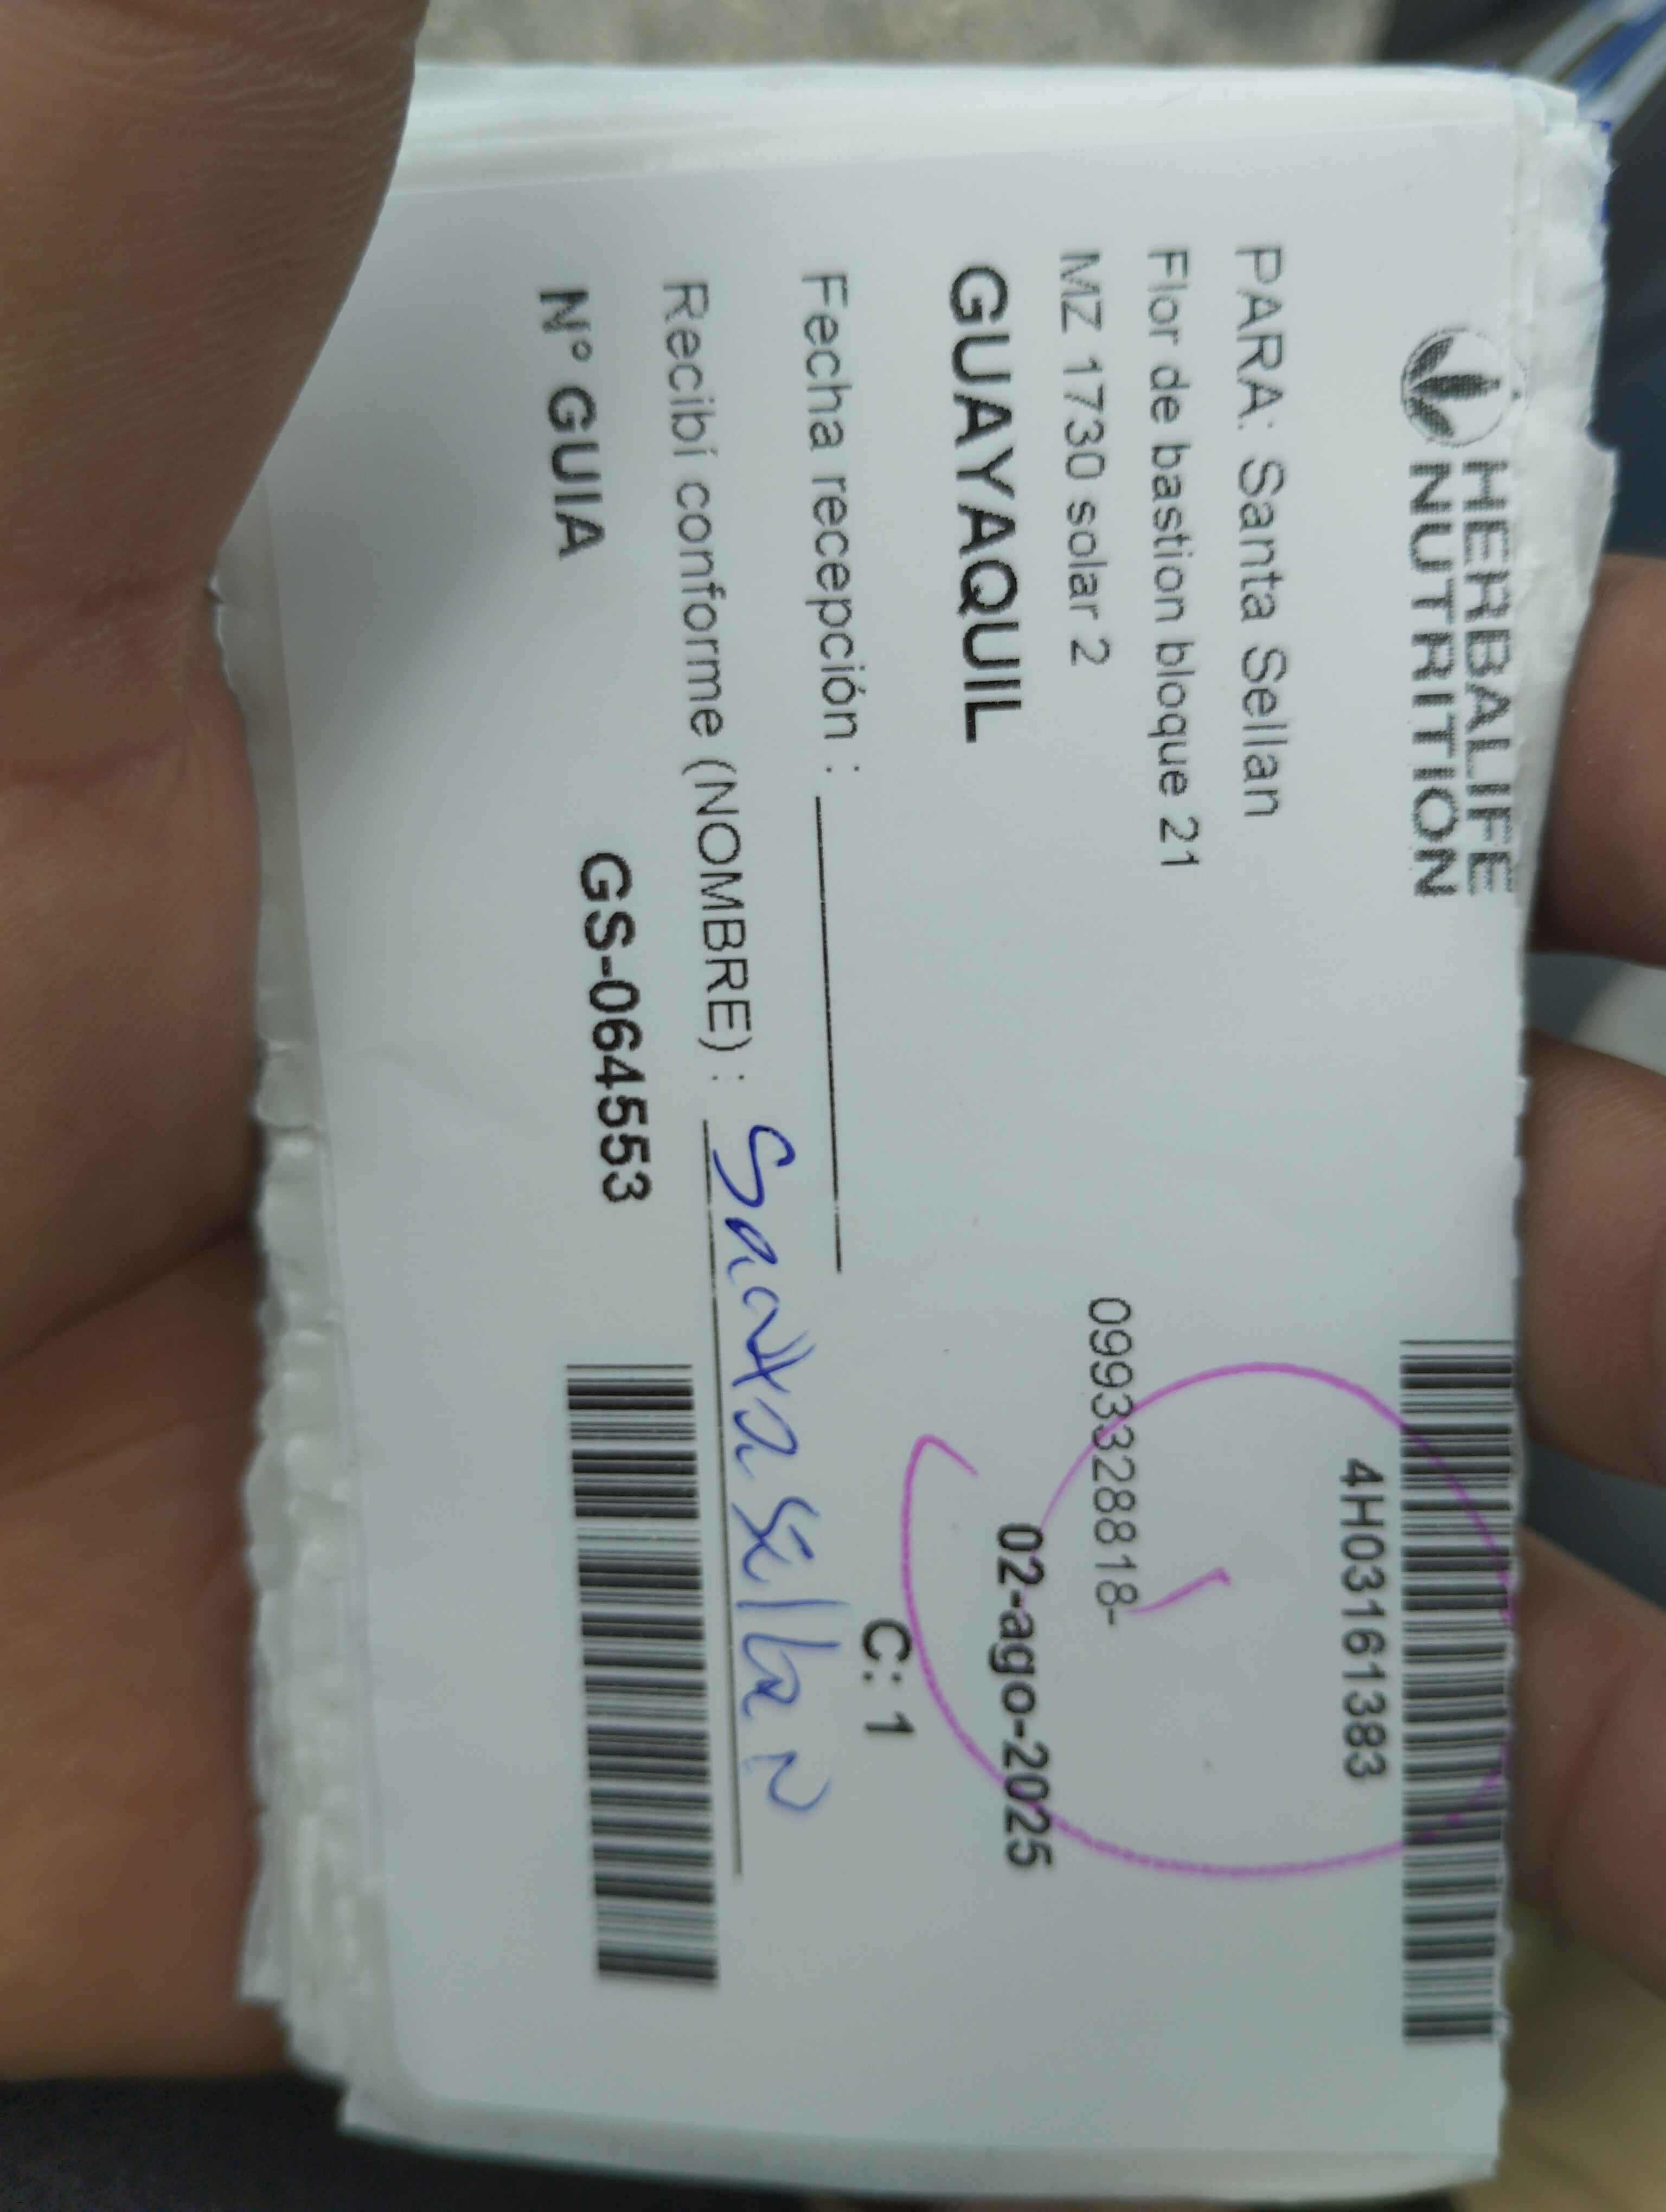 HERBALIFE
NUTRITION
4H03161383
PARA: Santa Sellan
Flor de bastion bloque 21
MZ 1730 solar 2
0993328818-
GUAYAQUIL
02-ago-2025
C: 1
Fecha recepción :
Recibí conforme (NOMBRE) : Santa Sellan
N° GUIA GS-064553